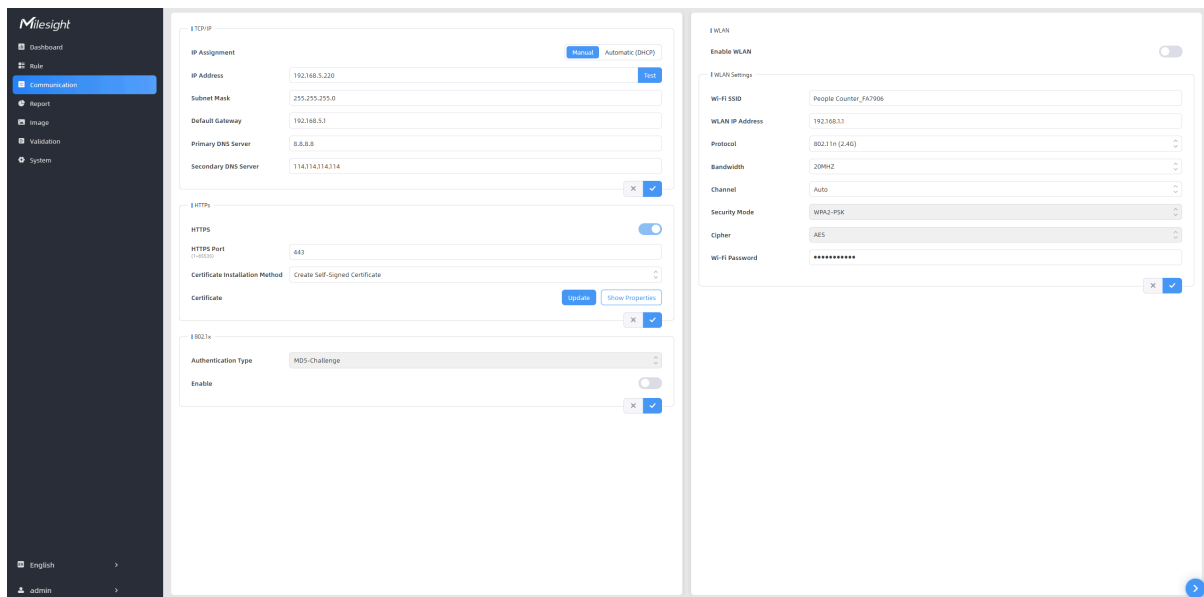 Milesight
Dashboard
Rule
Communication
Report
Image
Validation
System
English
admin
TCP/IP
IP Assignment
Manual Automatic (DHCP)
IP Address
192.168.5.220
Test
Subnet Mask
255.255.255.0
Default Gateway
192.168.5.1
Primary DNS Server
8.8.8.8
Secondary DNS Server
114.114.114.114
HTTPs
HTTPS
HTTPS Port
443
(1~65535)
Certificate Installation Method
Create Self-Signed Certificate
Certificate
Update Show Properties
802.1x
Authentication Type
MD5-Challenge
Enable
WLAN
Enable WLAN
WLAN Settings
Wi-Fi SSID
People Counter_FA7906
WLAN IP Address
192.168.1.1
Protocol
802.11n (2.4G)
Bandwidth
20MHZ
Channel
Auto
Security Mode
WPA2-PSK
Cipher
AES
Wi-Fi Password
•••••••••••